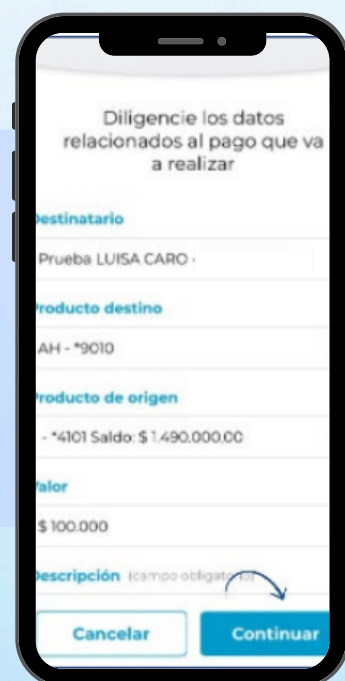 Diligencie los datos
relacionados al pago que va
a realizar
Destinatario
Prueba LUISA CARO
Producto destino
AH - *9010
Producto de origen
- *4101 Saldo: $ 1.490.000,00
Valor
$ 100.000
Descripción (campo obligatorio)
Cancelar
Continuar